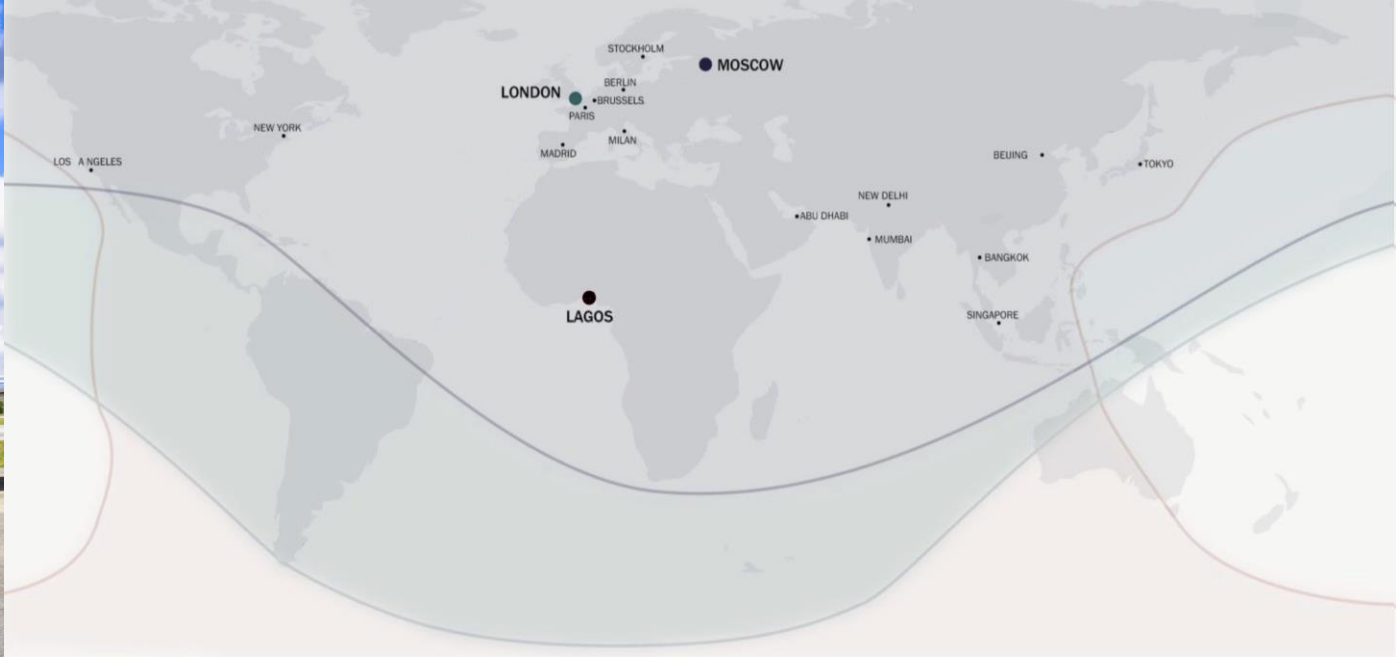 STOCKHOLM
MOSCOW
BERLIN
LONDON
BRUSSELS
PARIS
NEW YORK
MILAN
MADRID
LOS A NGELES
BEIJING
TOKYO
NEW DELHI
ABU DHABI
MUMBAI
BANGKOK
LAGOS
SINGAPORE